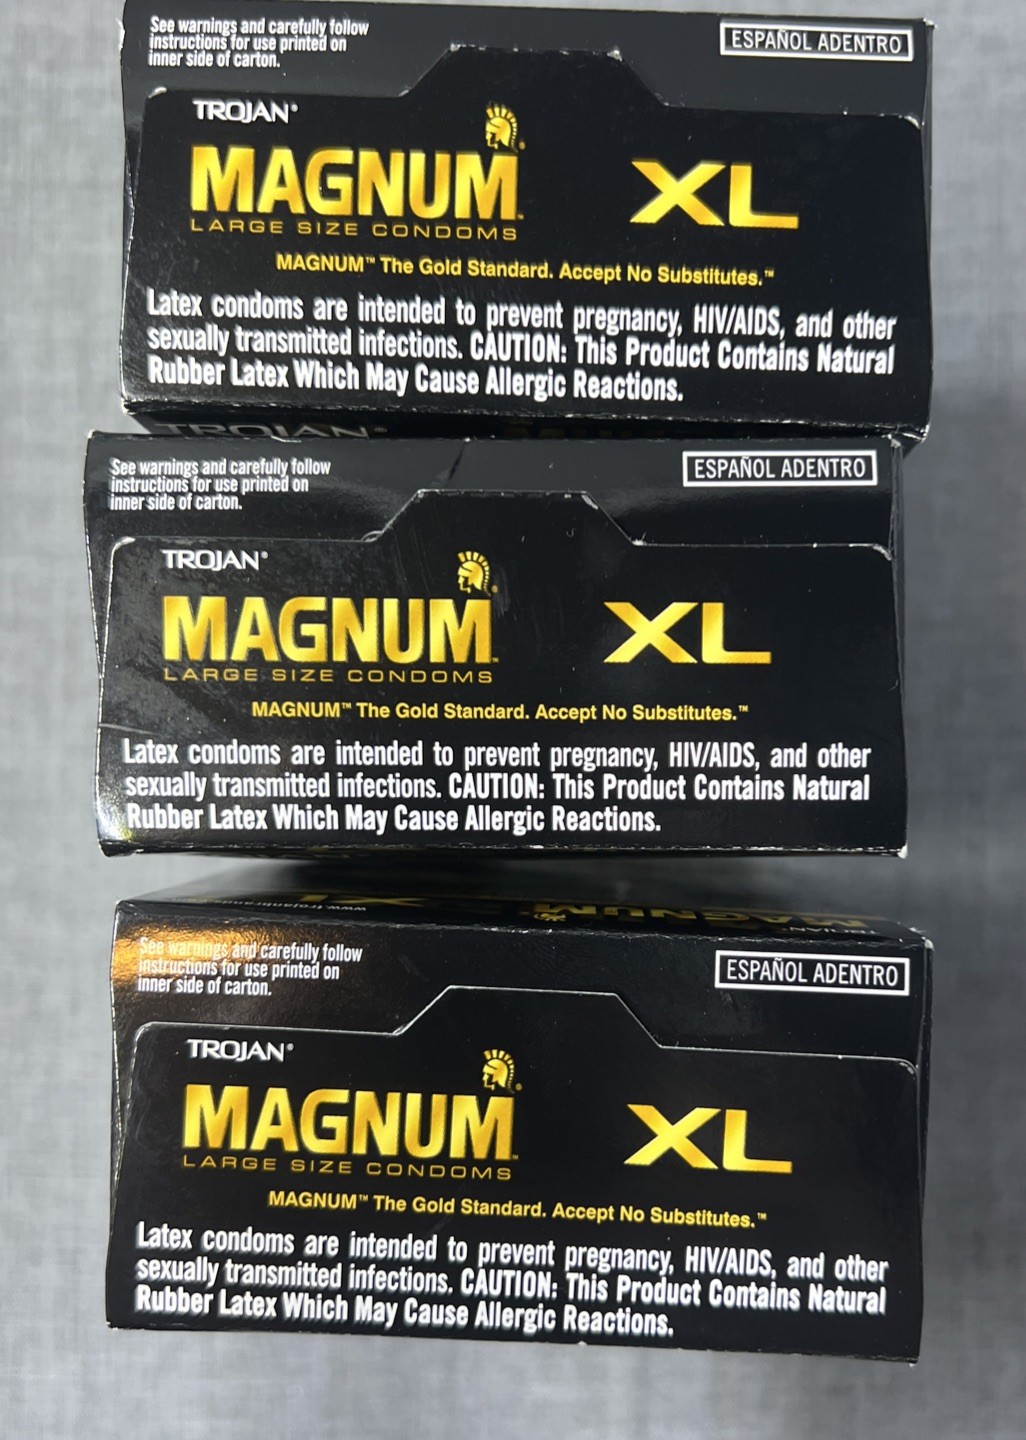 See warnings and carefully follow
instructions for use printed on
inner side of carton.
ESPAÑOL ADENTRO
TROJAN®
MAGNUM™ XL
LARGE SIZE CONDOMS
MAGNUM™ The Gold Standard. Accept No Substitutes.™
Latex condoms are intended to prevent pregnancy, HIV/AIDS, and other
sexually transmitted infections. CAUTION: This Product Contains Natural
Rubber Latex Which May Cause Allergic Reactions.
TROJAN®
See warnings and carefully follow
instructions for use printed on
inner side of carton.
ESPAÑOL ADENTRO
TROJAN®
MAGNUM™ XL
LARGE SIZE CONDOMS
MAGNUM™ The Gold Standard. Accept No Substitutes.™
Latex condoms are intended to prevent pregnancy, HIV/AIDS, and other
sexually transmitted infections. CAUTION: This Product Contains Natural
Rubber Latex Which May Cause Allergic Reactions.
XL MAGNUM
See warnings and carefully follow
instructions for use printed on
inner side of carton.
ESPAÑOL ADENTRO
TROJAN®
MAGNUM™ XL
LARGE SIZE CONDOMS
MAGNUM™ The Gold Standard. Accept No Substitutes.™
Latex condoms are intended to prevent pregnancy, HIV/AIDS, and other
sexually transmitted infections. CAUTION: This Product Contains Natural
Rubber Latex Which May Cause Allergic Reactions.